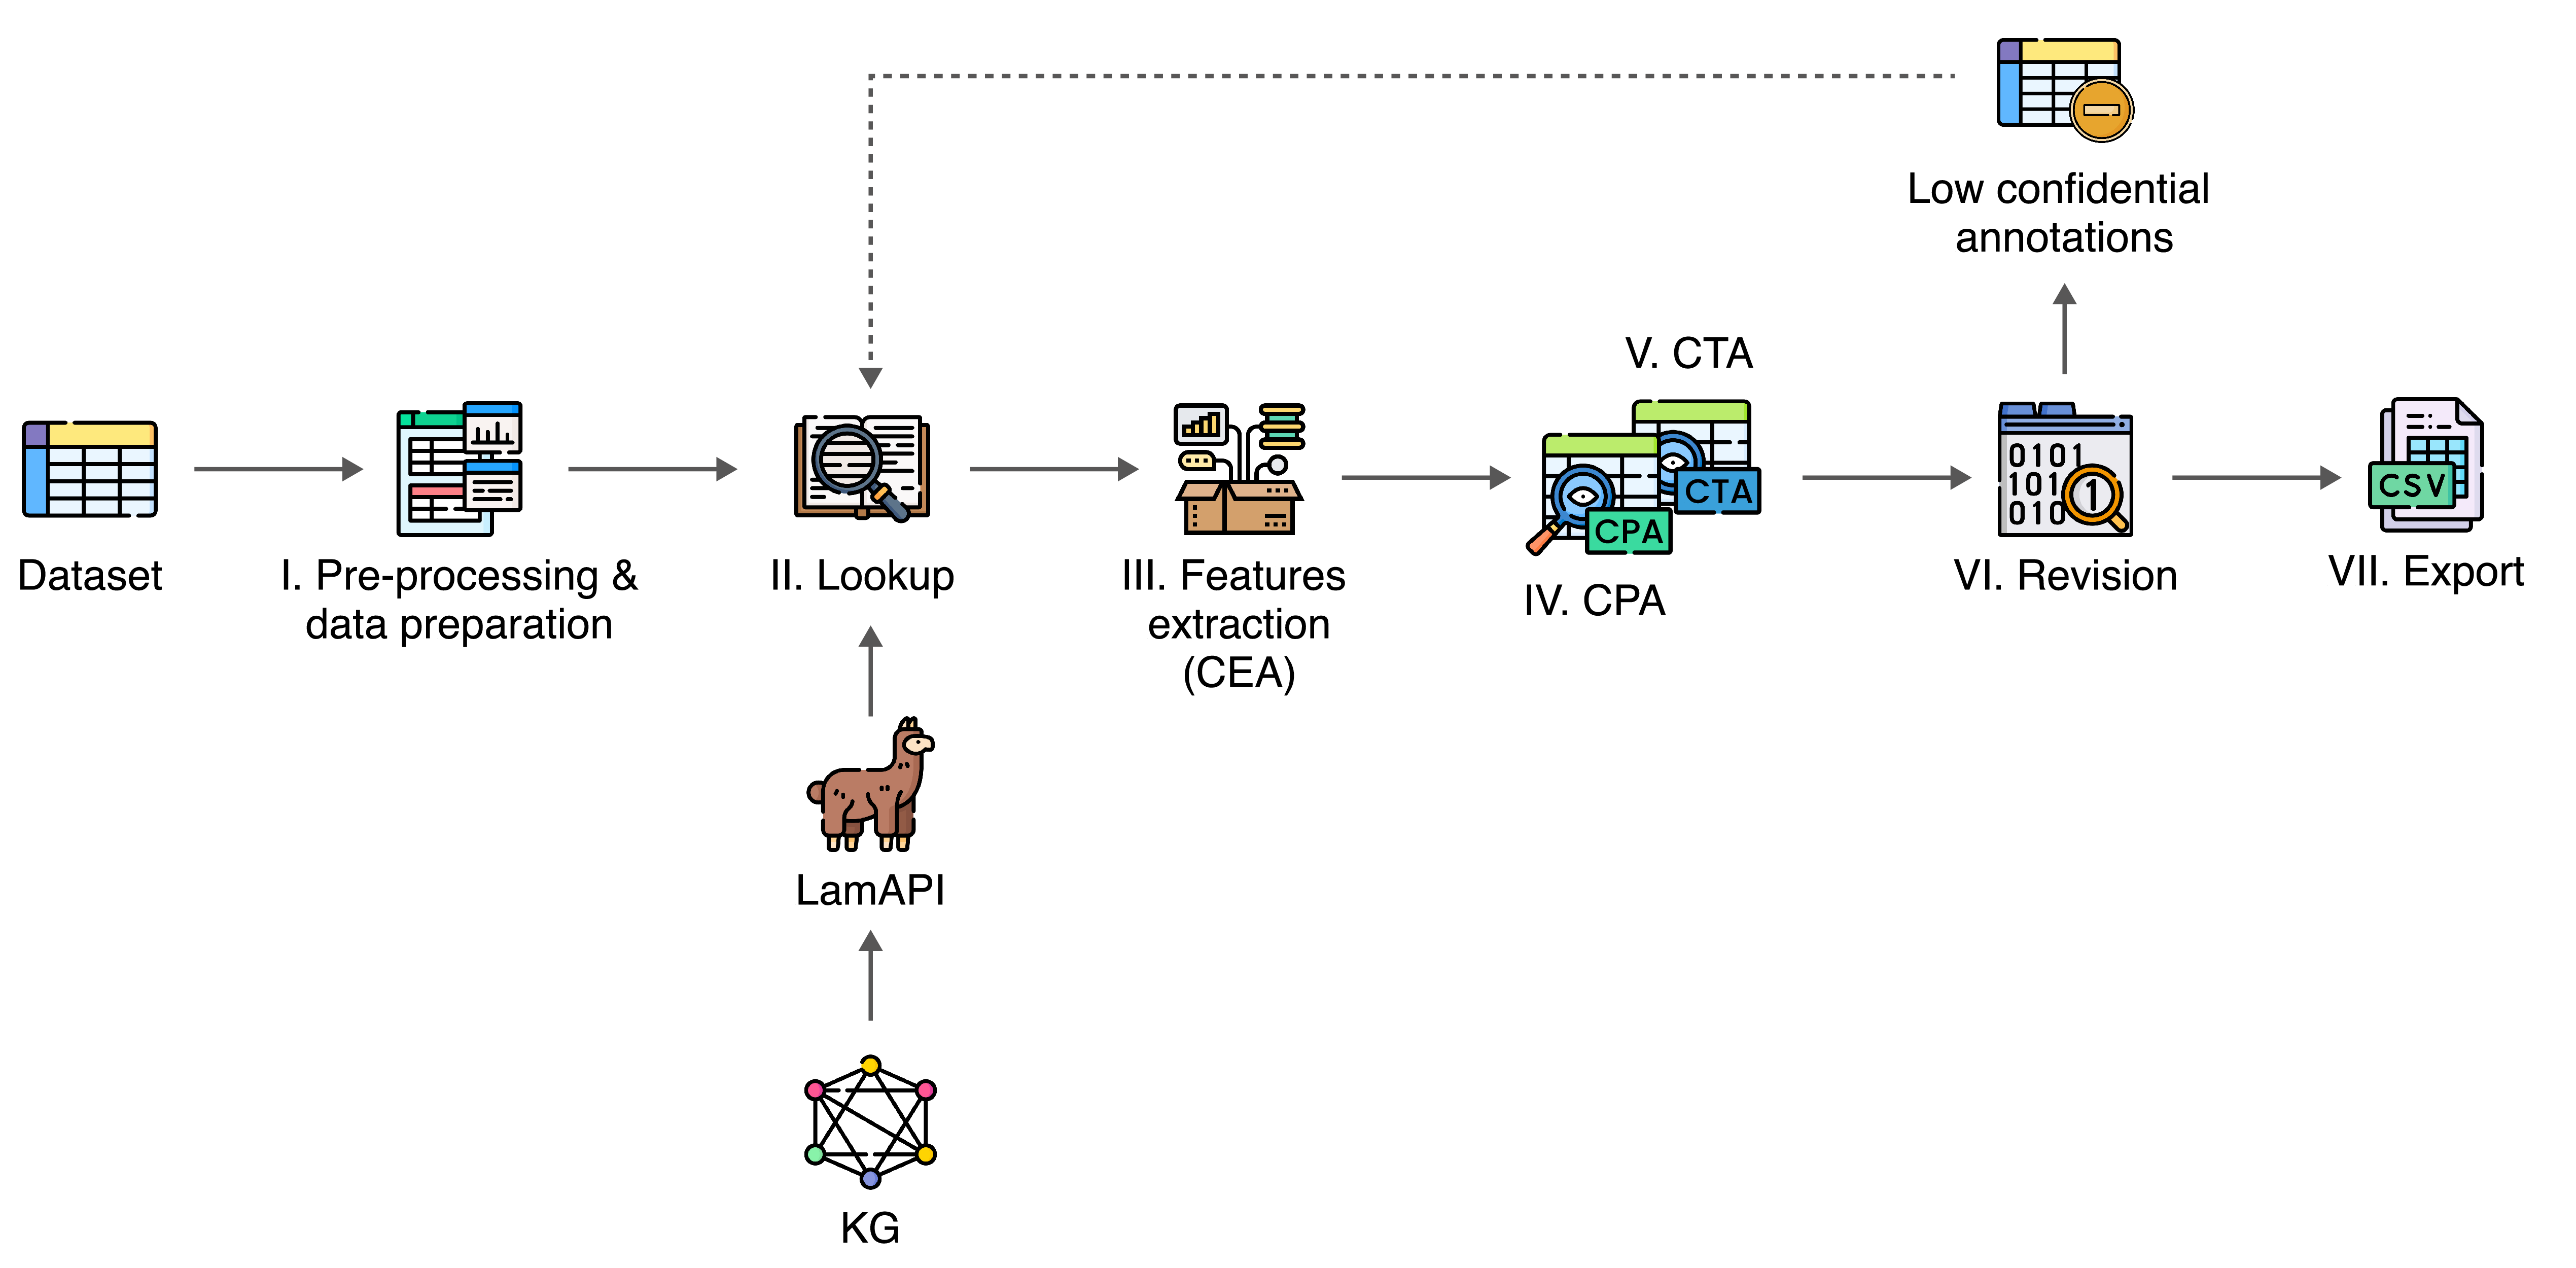 Low confidential
annotations
V. CTA
CTA
CPA
0101
101
010
1
CSV
Dataset
I. Pre-processing &
data preparation
II. Lookup
III. Features
extraction
(CEA)
IV. CPA
VI. Revision
VII. Export
LamAPI
KG